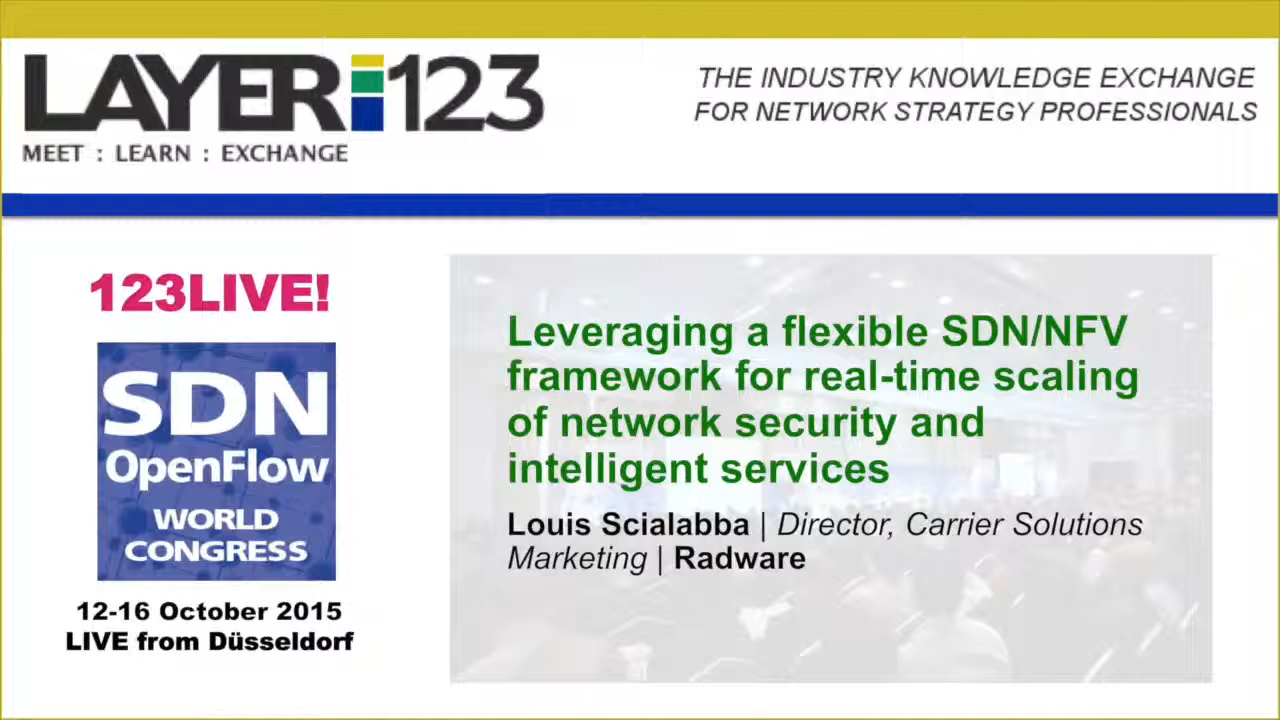 LAYER123
MEET : LEARN : EXCHANGE
THE INDUSTRY KNOWLEDGE EXCHANGE
FOR NETWORK STRATEGY PROFESSIONALS
123LIVE!
SDN
OpenFlow
WORLD
CONGRESS
12-16 October 2015
LIVE from Düsseldorf
Leveraging a flexible SDN/NFV
framework for real-time scaling
of network security and
intelligent services
Louis Scialabba | Director, Carrier Solutions
Marketing | Radware